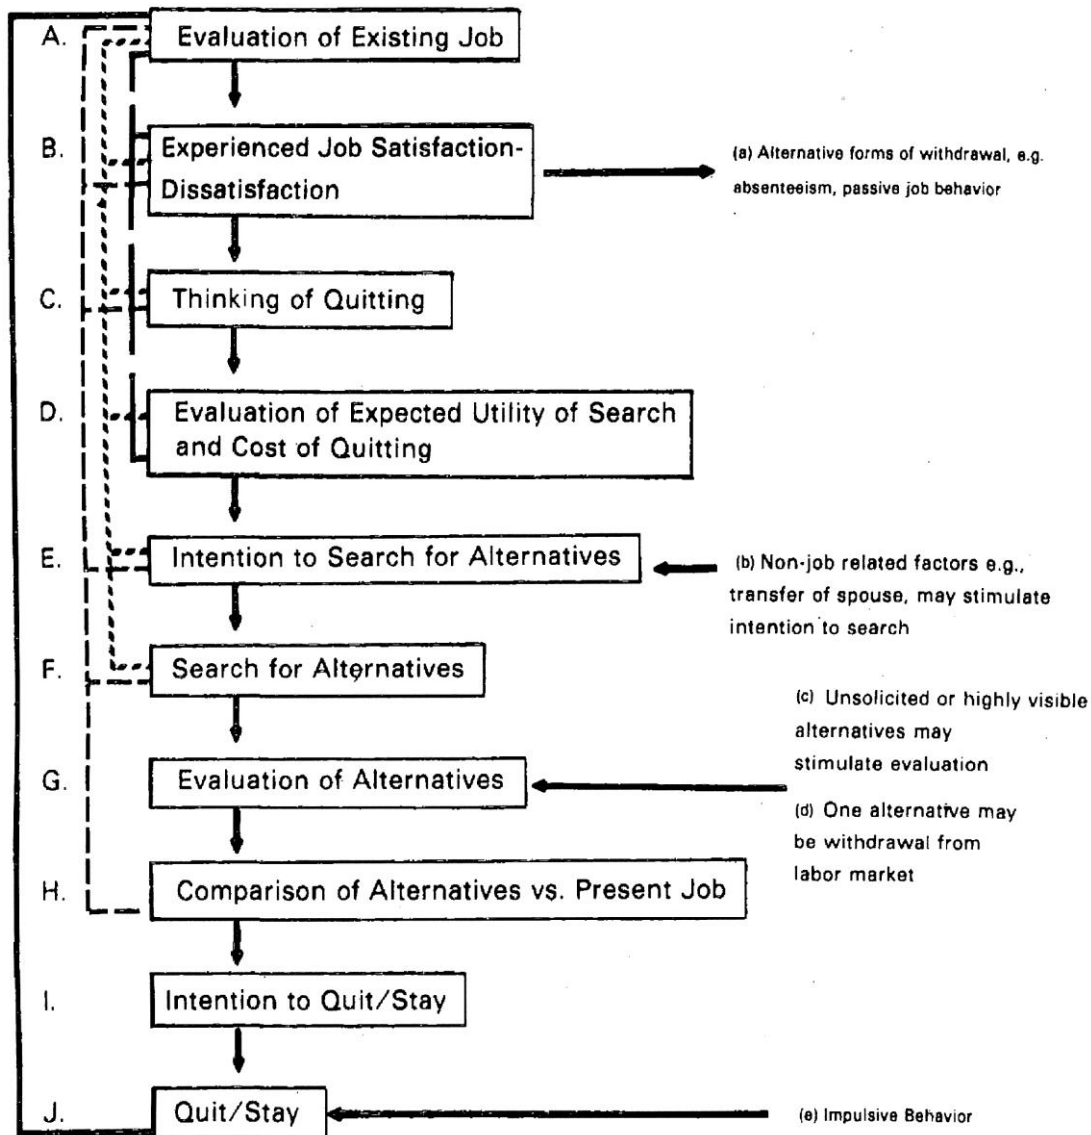 A.
Evaluation of Existing Job
B.
Experienced Job Satisfaction-
Dissatisfaction
(a) Alternative forms of withdrawal, e.g.
absenteeism, passive job behavior
C.
Thinking of Quitting
D.
Evaluation of Expected Utility of Search
and Cost of Quitting
E.
Intention to Search for Alternatives
(b) Non-job related factors e.g.,
transfer of spouse, may stimulate
intention to search
F.
Search for Alternatives
(c) Unsolicited or highly visible
alternatives may
stimulate evaluation
G.
Evaluation of Alternatives
(d) One alternative may
be withdrawal from
labor market
H.
Comparison of Alternatives vs. Present Job
I.
Intention to Quit/Stay
J.
Quit/Stay
(e) Impulsive Behavior